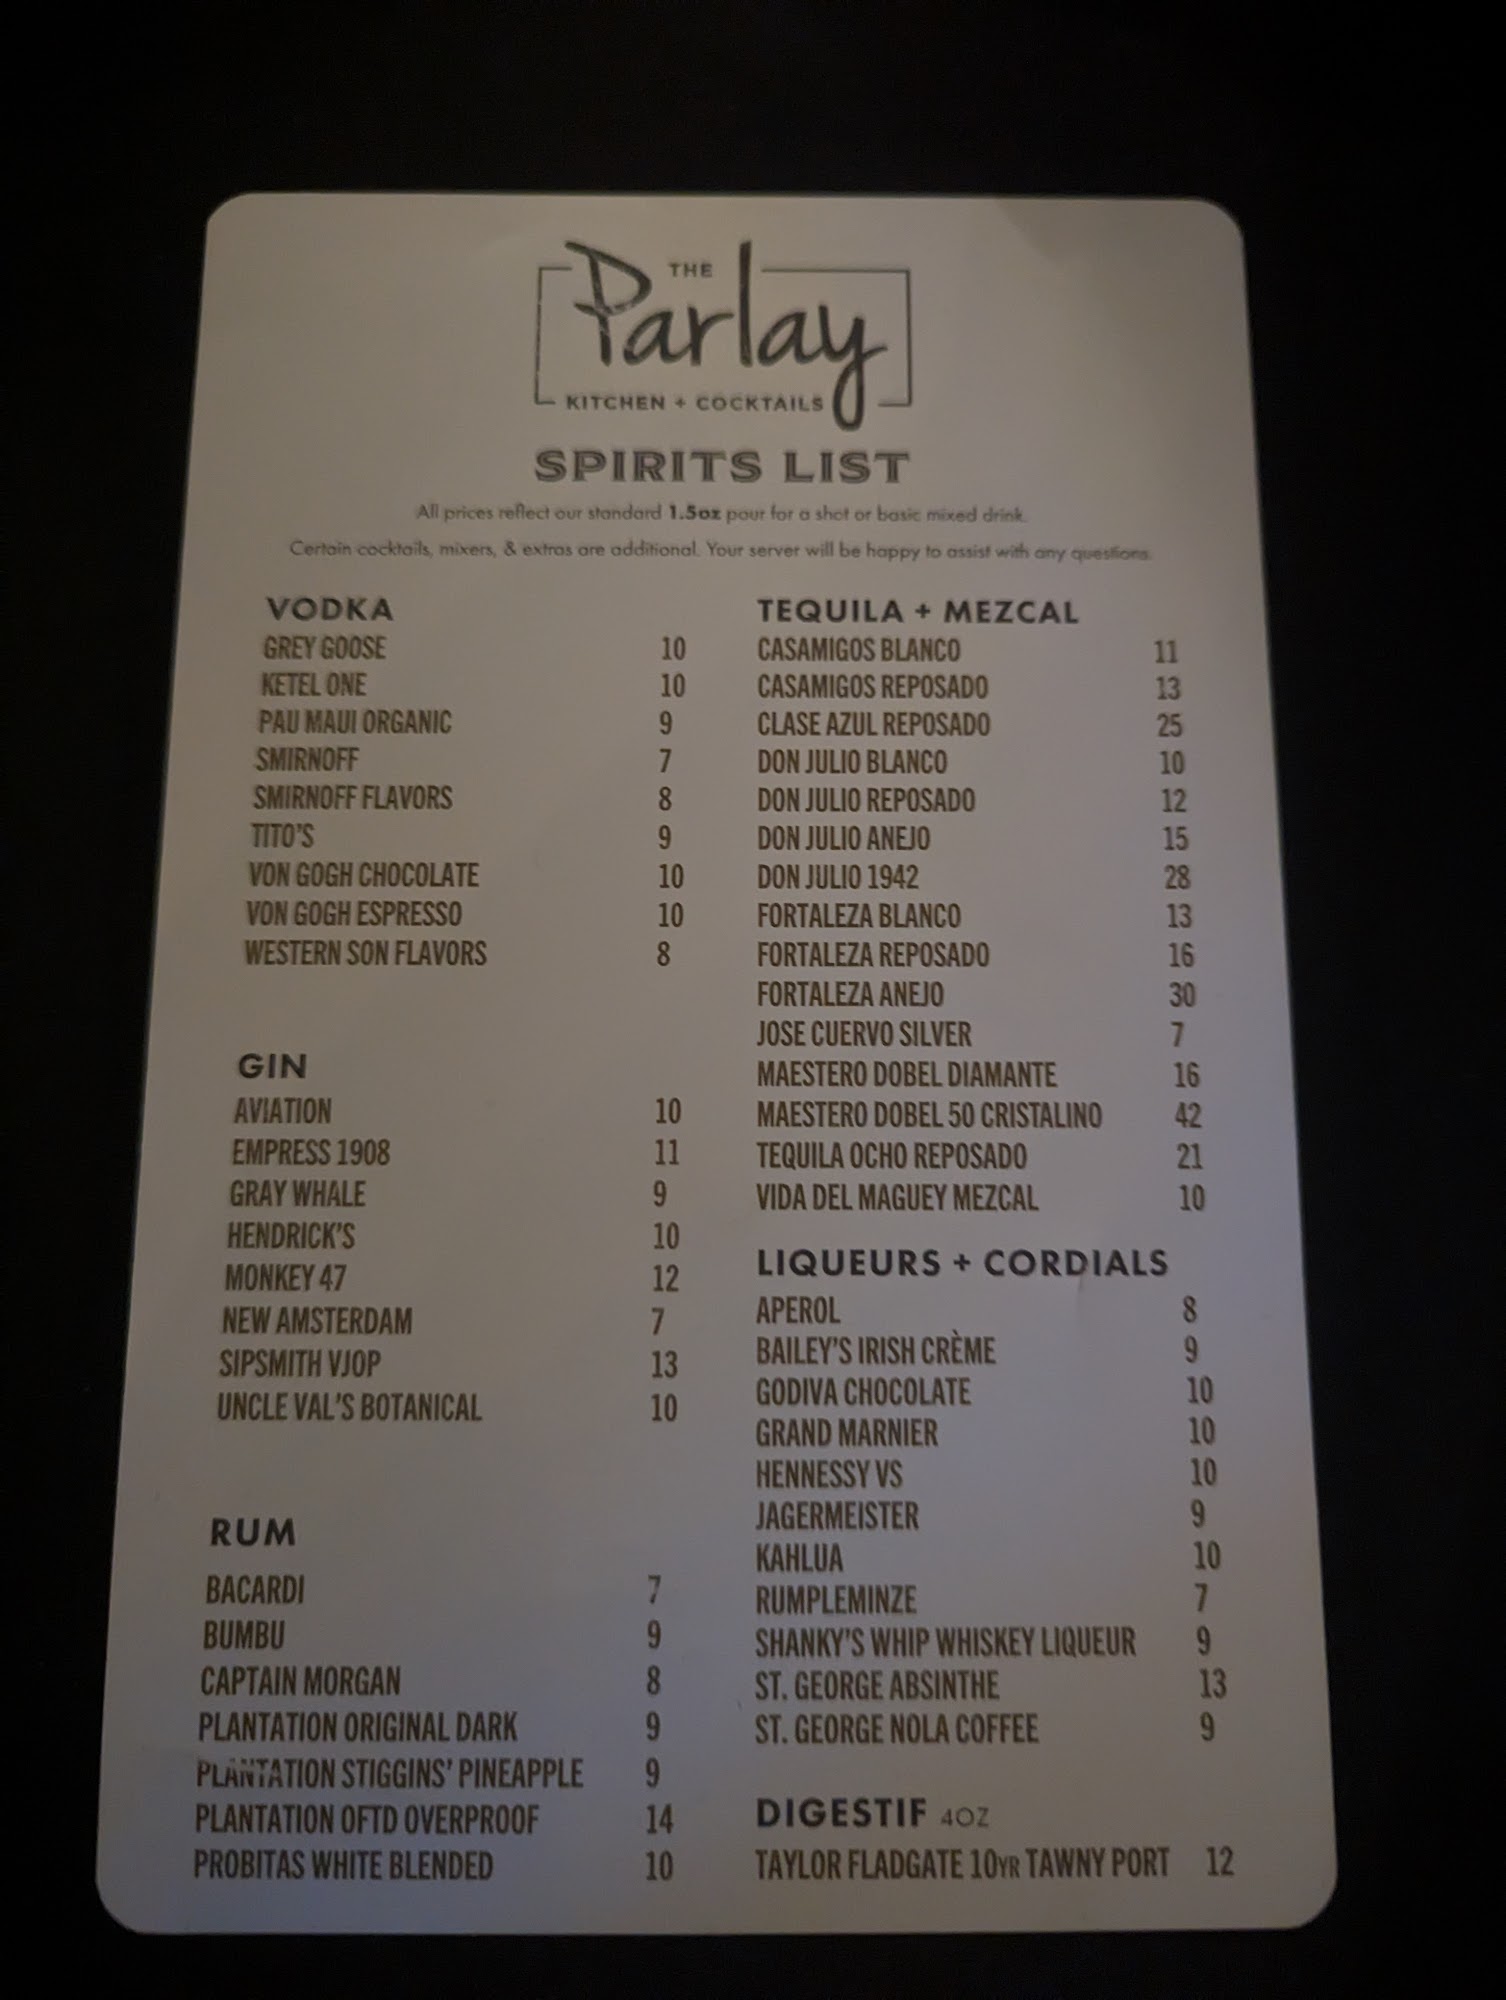 THE
Parlay
KITCHEN + COCKTAILS
SPIRITS LIST
All prices reflect our standard 1.5oz pour for a shot or basic mixed drink.
Certain cocktails, mixers, & extras are additional. Your server will be happy to assist with any questions.
VODKA
GREY GOOSE 10
KETEL ONE 10
PAU MAUI ORGANIC 9
SMIRNOFF 7
SMIRNOFF FLAVORS 8
TITO'S 9
VON GOGH CHOCOLATE 10
VON GOGH ESPRESSO 10
WESTERN SON FLAVORS 8
GIN
AVIATION 10
EMPRESS 1908 11
GRAY WHALE 9
HENDRICK'S 10
MONKEY 47 12
NEW AMSTERDAM 7
SIPSMITH VJOP 13
UNCLE VAL'S BOTANICAL 10
RUM
BACARDI 7
BUMBU 9
CAPTAIN MORGAN 8
PLANTATION ORIGINAL DARK 9
PLANTATION STIGGINS' PINEAPPLE 9
PLANTATION OFTD OVERPROOF 14
PROBITAS WHITE BLENDED 10
TEQUILA + MEZCAL
CASAMIGOS BLANCO 11
CASAMIGOS REPOSADO 13
CLASE AZUL REPOSADO 25
DON JULIO BLANCO 10
DON JULIO REPOSADO 12
DON JULIO ANEJO 15
DON JULIO 1942 28
FORTALEZA BLANCO 13
FORTALEZA REPOSADO 16
FORTALEZA ANEJO 30
JOSE CUERVO SILVER 7
MAESTERO DOBEL DIAMANTE 16
MAESTERO DOBEL 50 CRISTALINO 42
TEQUILA OCHO REPOSADO 21
VIDA DEL MAGUEY MEZCAL 10
LIQUEURS + CORDIALS
APEROL 8
BAILEY'S IRISH CRÈME 9
GODIVA CHOCOLATE 10
GRAND MARNIER 10
HENNESSY VS 10
JAGERMEISTER 9
KAHLUA 10
RUMPLEMINZE 7
SHANKY'S WHIP WHISKEY LIQUEUR 9
ST. GEORGE ABSINTHE 13
ST. GEORGE NOLA COFFEE 9
DIGESTIF 4OZ
TAYLOR FLADGATE 10YR TAWNY PORT 12